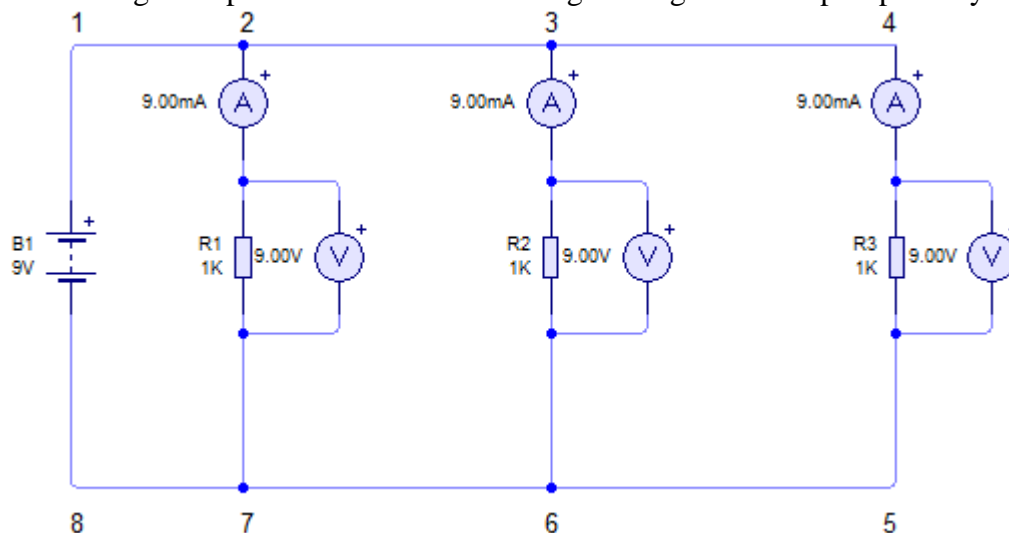 1 2 3 4
9.00mA A + 9.00mA A + 9.00mA A +
B1 + R1 9.00V V + R2 9.00V V + R3 9.00V V +
9V 1K 1K 1K
8 7 6 5